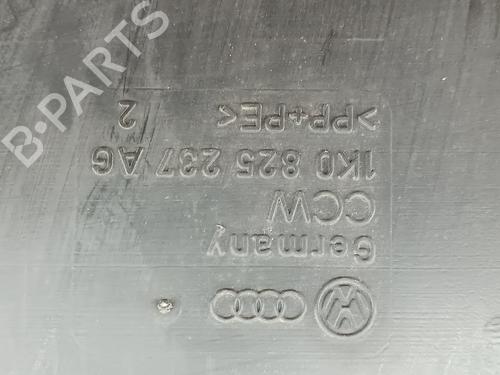 Germany
CCW
1K0 825 237 AG
>PP+PE<
2
B-PARTS